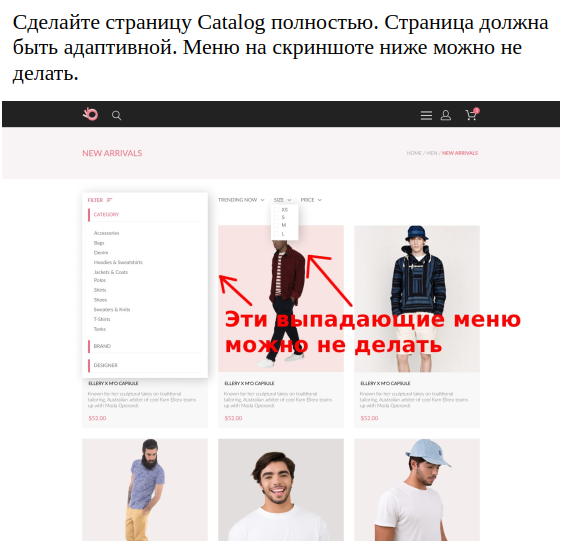 Сделайте страницу Catalog полностью. Страница должна
быть адаптивной. Меню на скриншоте ниже можно не
делать.
NEW ARRIVALS
HOME / MEN / NEW ARRIVALS
FILTER
TRENDING NOW
SIZE
PRICE
CATEGORY
XS
S
M
L
Accessories
Bags
Denim
Hoodies & Sweatshirts
Jackets & Coats
Polos
Shirts
Shoes
Sweaters & Knits
T-Shirts
Tanks
BRAND
DESIGNER
Эти выпадающие меню
можно не делать
ELLERY X M'O CAPSULE
Known for her sculptural takes on traditional
tailoring, Australian arbiter of cool Kym Ellery teams
up with Moda Operandi.
$52.00
ELLERY X M'O CAPSULE
Known for her sculptural takes on traditional
tailoring, Australian arbiter of cool Kym Ellery teams
up with Moda Operandi.
$52.00
ELLERY X M'O CAPSULE
Known for her sculptural takes on traditional
tailoring, Australian arbiter of cool Kym Ellery teams
up with Moda Operandi.
$52.00